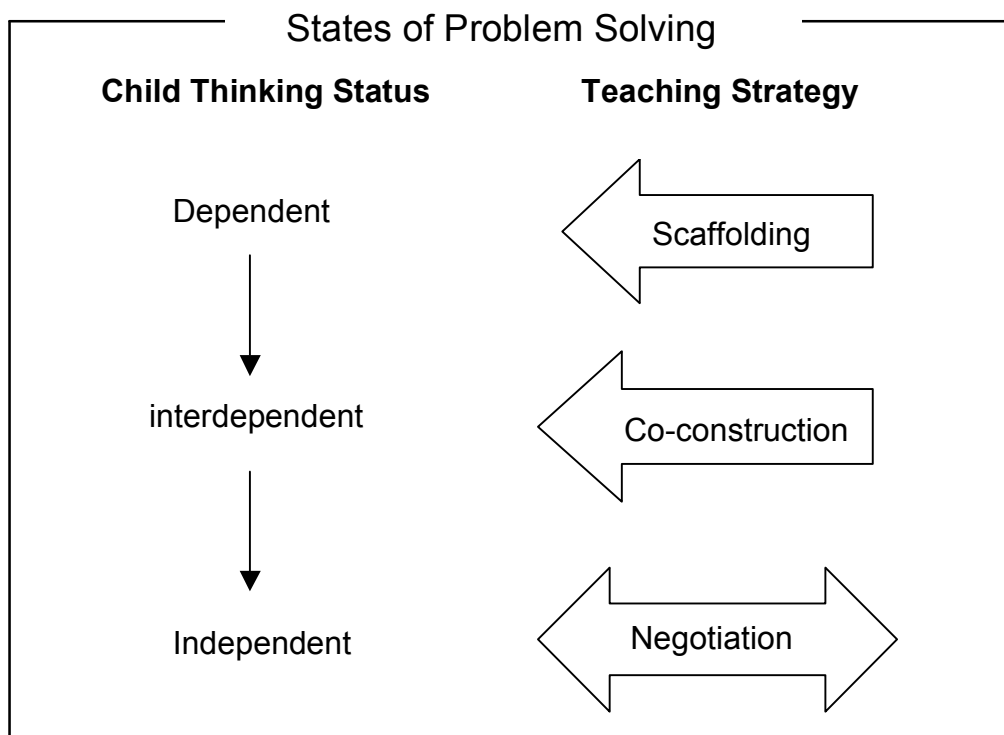 States of Problem Solving
Child Thinking Status
Teaching Strategy
Dependent
Scaffolding
interdependent
Co-construction
Independent
Negotiation